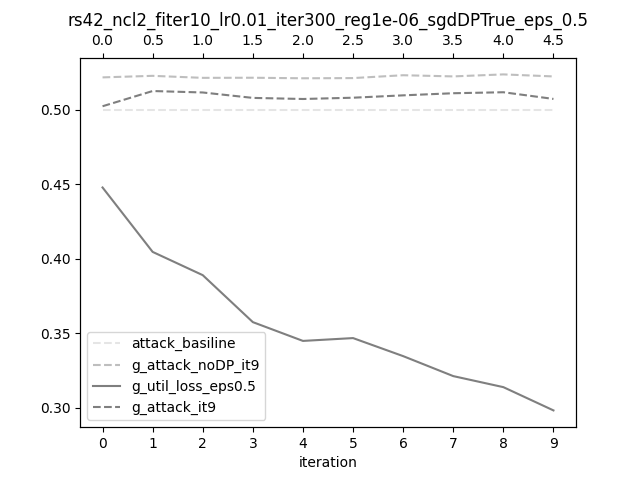 rs42_ncl2_fiter10_lr0.01_iter300_reg1e-06_sgdDPTrue_eps_0.5
0.0 0.5 1.0 1.5 2.0 2.5 3.0 3.5 4.0 4.5
0.50
0.45
0.40
0.35
0.30
attack_basiline
g_attack_noDP_it9
g_util_loss_eps0.5
g_attack_it9
0 1 2 3 4 5 6 7 8 9
iteration